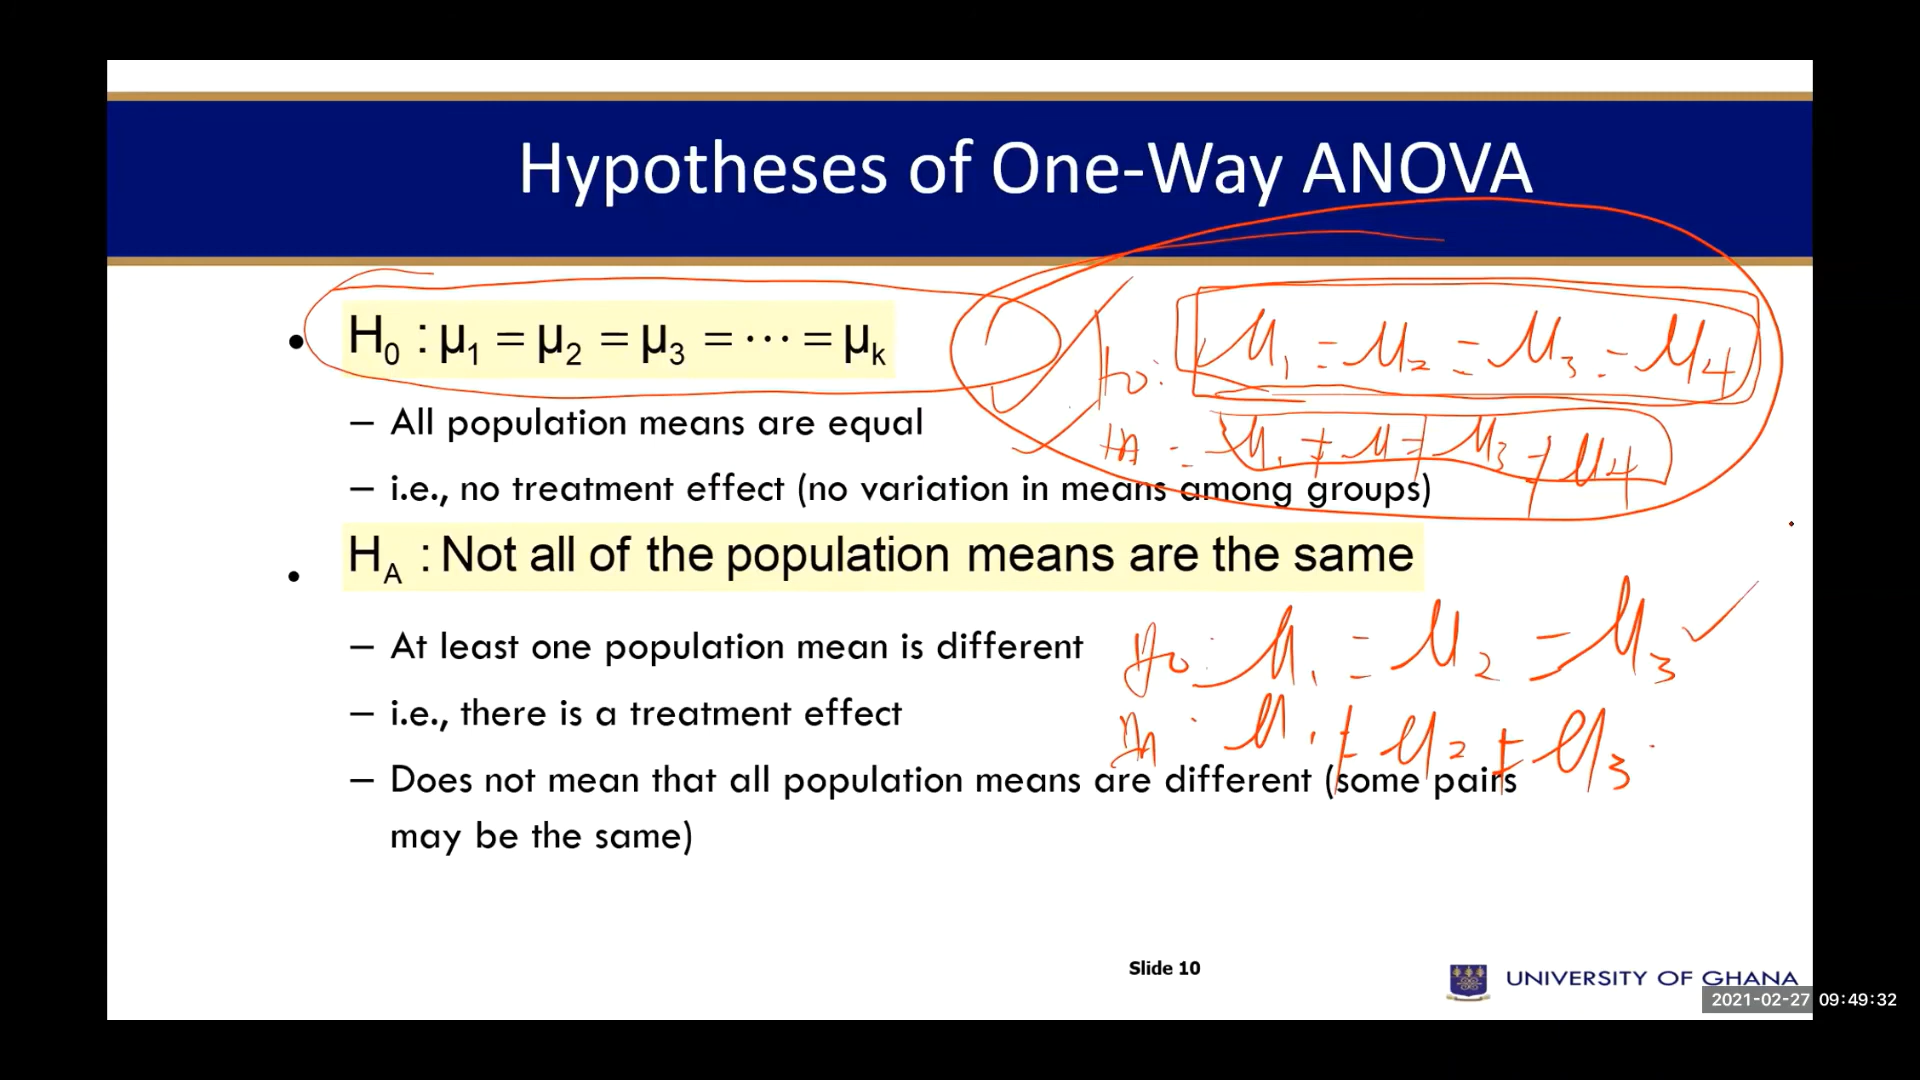 Hypotheses of One-Way ANOVA
• H₀ : μ₁ = μ₂ = μ₃ = ⋯ = μₖ
Ho: μ₁ = μ₂ = μ₃ = μ₄
– All population means are equal
HA = μ₁ ≠ μ ≠ μ₃ ≠ μ₄
– i.e., no treatment effect (no variation in means among groups)
• H_A : Not all of the population means are the same
– At least one population mean is different
Ho: μ₁ = μ₂ = μ₃ ✓
– i.e., there is a treatment effect
HA: μ₁ ≠ μ₂ ≠ μ₃
– Does not mean that all population means are different (some pairs
may be the same)
Slide 10
UNIVERSITY OF GHANA
2021-02-27 09:49:32